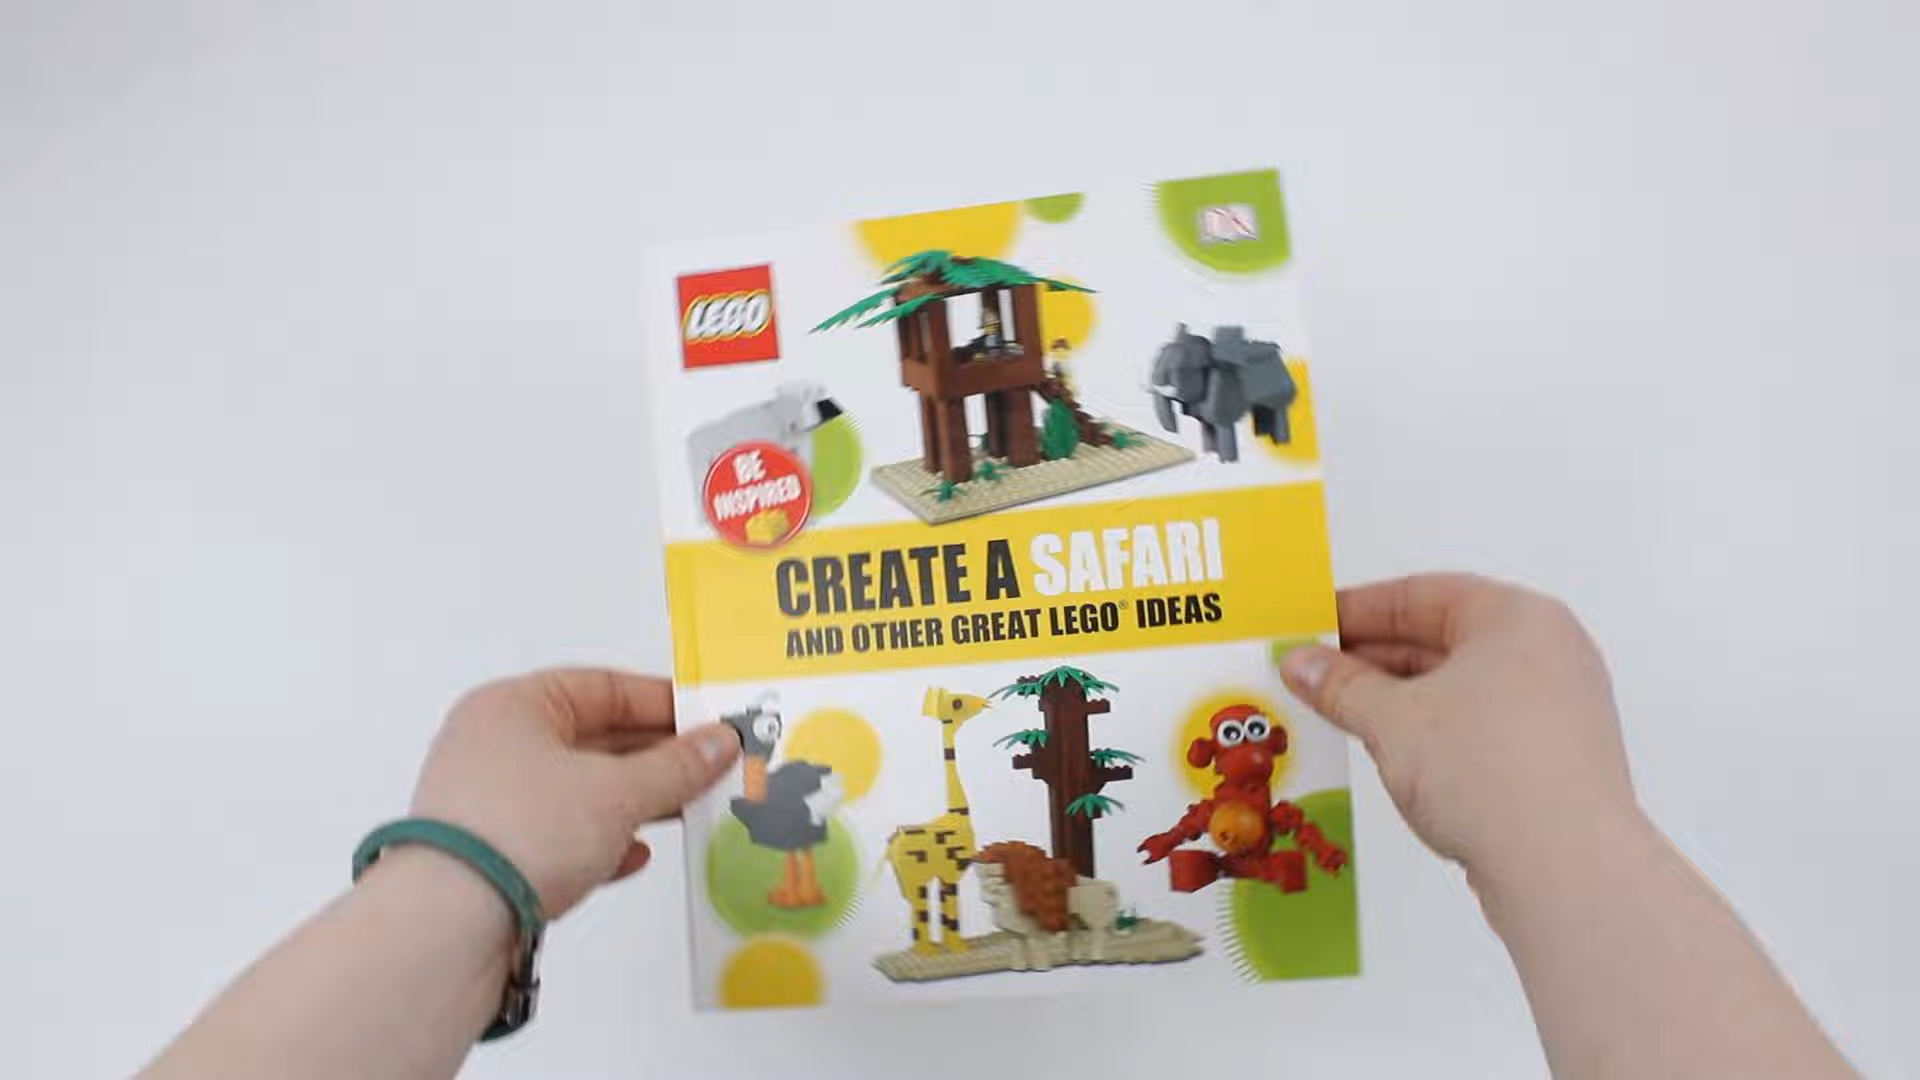 LEGO
BE
INSPIRED
CREATE A SAFARI
AND OTHER GREAT LEGO® IDEAS